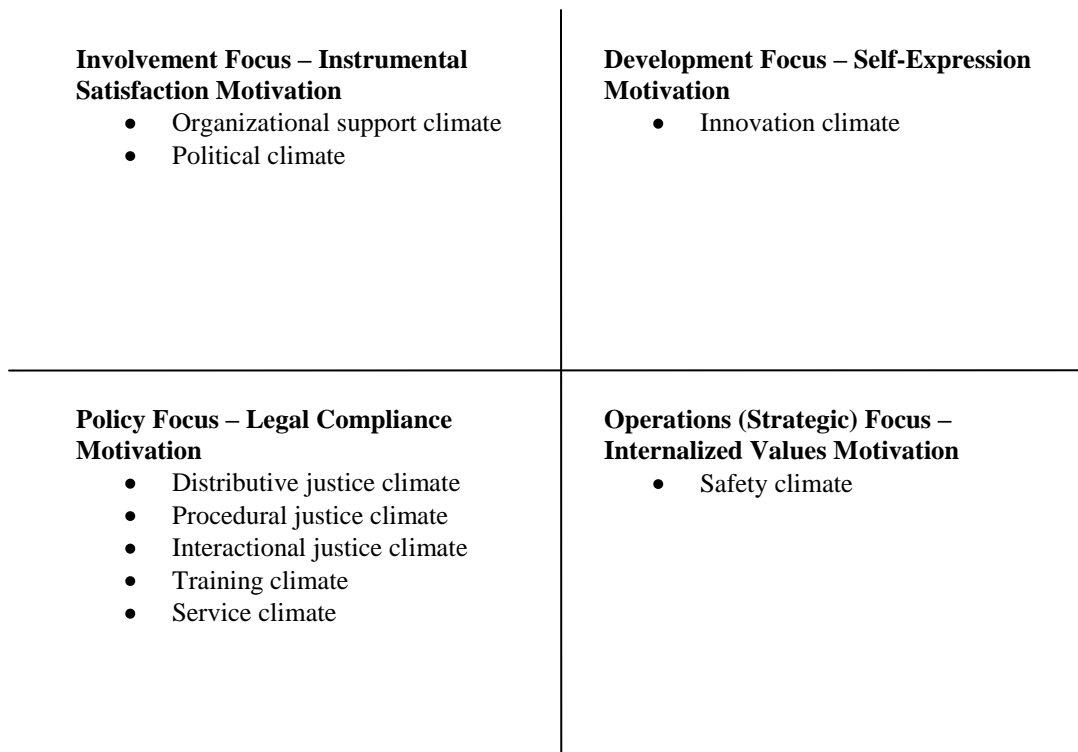 Involvement Focus – Instrumental
Satisfaction Motivation
• Organizational support climate
• Political climate
Development Focus – Self-Expression
Motivation
• Innovation climate
Policy Focus – Legal Compliance
Motivation
• Distributive justice climate
• Procedural justice climate
• Interactional justice climate
• Training climate
• Service climate
Operations (Strategic) Focus –
Internalized Values Motivation
• Safety climate